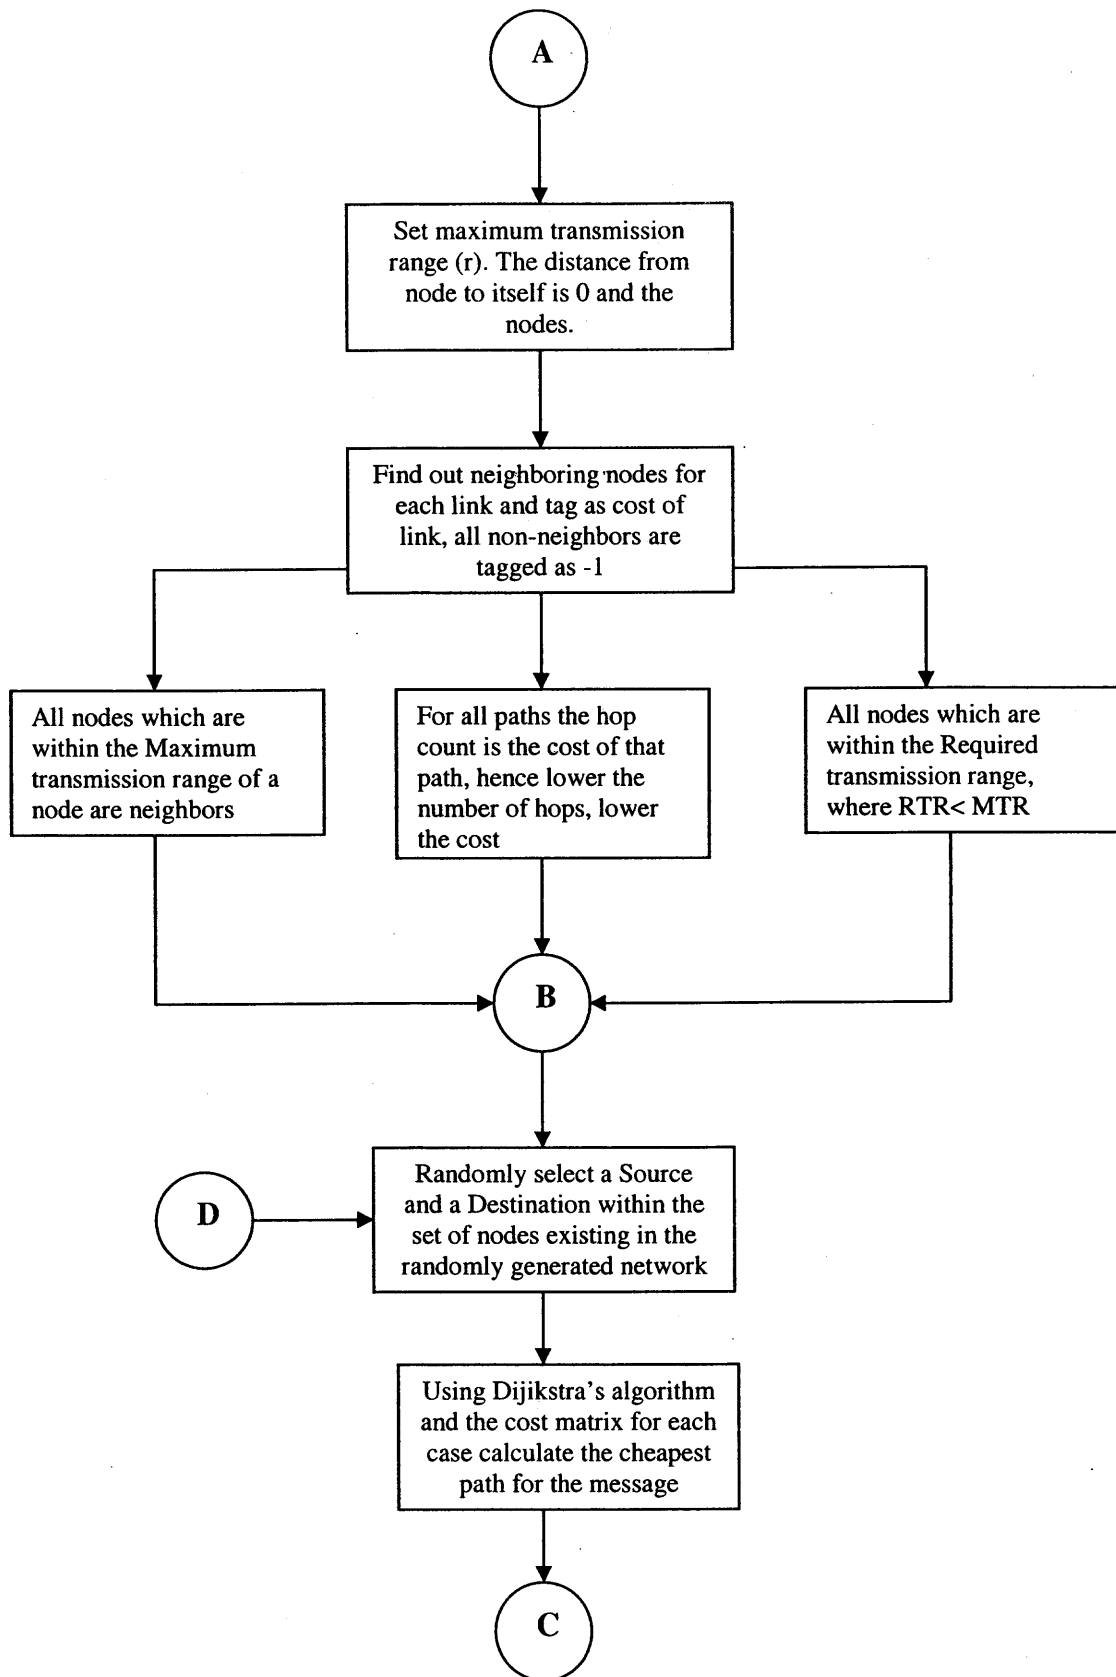 A
Set maximum transmission
range (r). The distance from
node to itself is 0 and the
nodes.
Find out neighboring nodes for
each link and tag as cost of
link, all non-neighbors are
tagged as -1
All nodes which are
within the Maximum
transmission range of a
node are neighbors
For all paths the hop
count is the cost of that
path, hence lower the
number of hops, lower
the cost
All nodes which are
within the Required
transmission range,
where RTR< MTR
B
D
Randomly select a Source
and a Destination within the
set of nodes existing in the
randomly generated network
Using Dijikstra's algorithm
and the cost matrix for each
case calculate the cheapest
path for the message
C